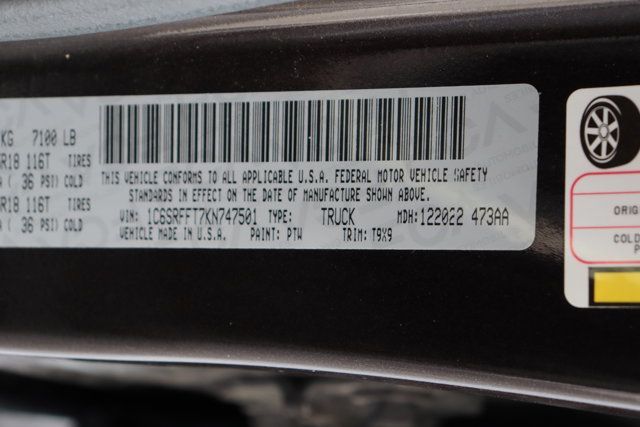 KG 7100 LB
R18 116T TIRES
( 36 PSI) COLD
R18 116T TIRES
36 PSI) COLD
THIS VEHICLE CONFORMS TO ALL APPLICABLE U.S.A. FEDERAL MOTOR VEHICLE SAFETY
STANDARDS IN EFFECT ON THE DATE OF MANUFACTURE SHOWN ABOVE.
VIN: 1C6SRFFT7KN747501 TYPE: TRUCK MDH: 122022 473AA
MADE IN U.S.A. PAINT: PTW TRIM: T9X9
COLD